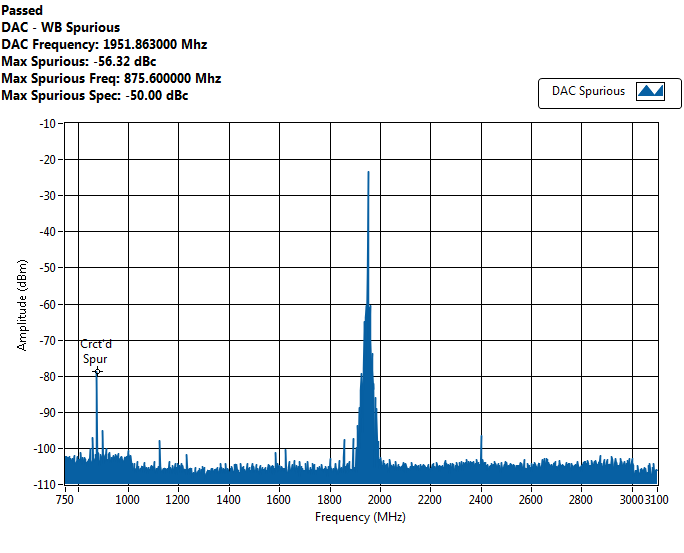 Passed
DAC - WB Spurious
DAC Frequency: 1951.863000 Mhz
Max Spurious: -56.32 dBc
Max Spurious Freq: 875.600000 Mhz
Max Spurious Spec: -50.00 dBc
DAC Spurious
-10
-20
-30
-40
-50
-60
-70
-80
-90
-100
-110
Amplitude (dBm)
Crct'd
Spur
750 1000 1200 1400 1600 1800 2000 2200 2400 2600 2800 3000 3100
Frequency (MHz)